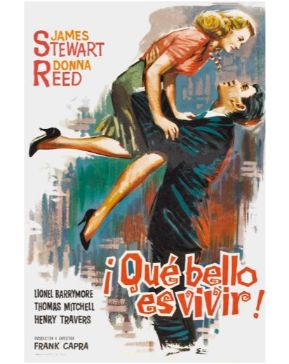 JAMES
STEWART
DONNA
REED
¡Qué bello
es vivir!
LIONEL BARRYMORE
THOMAS MITCHELL
HENRY TRAVERS
FRANK CAPRA